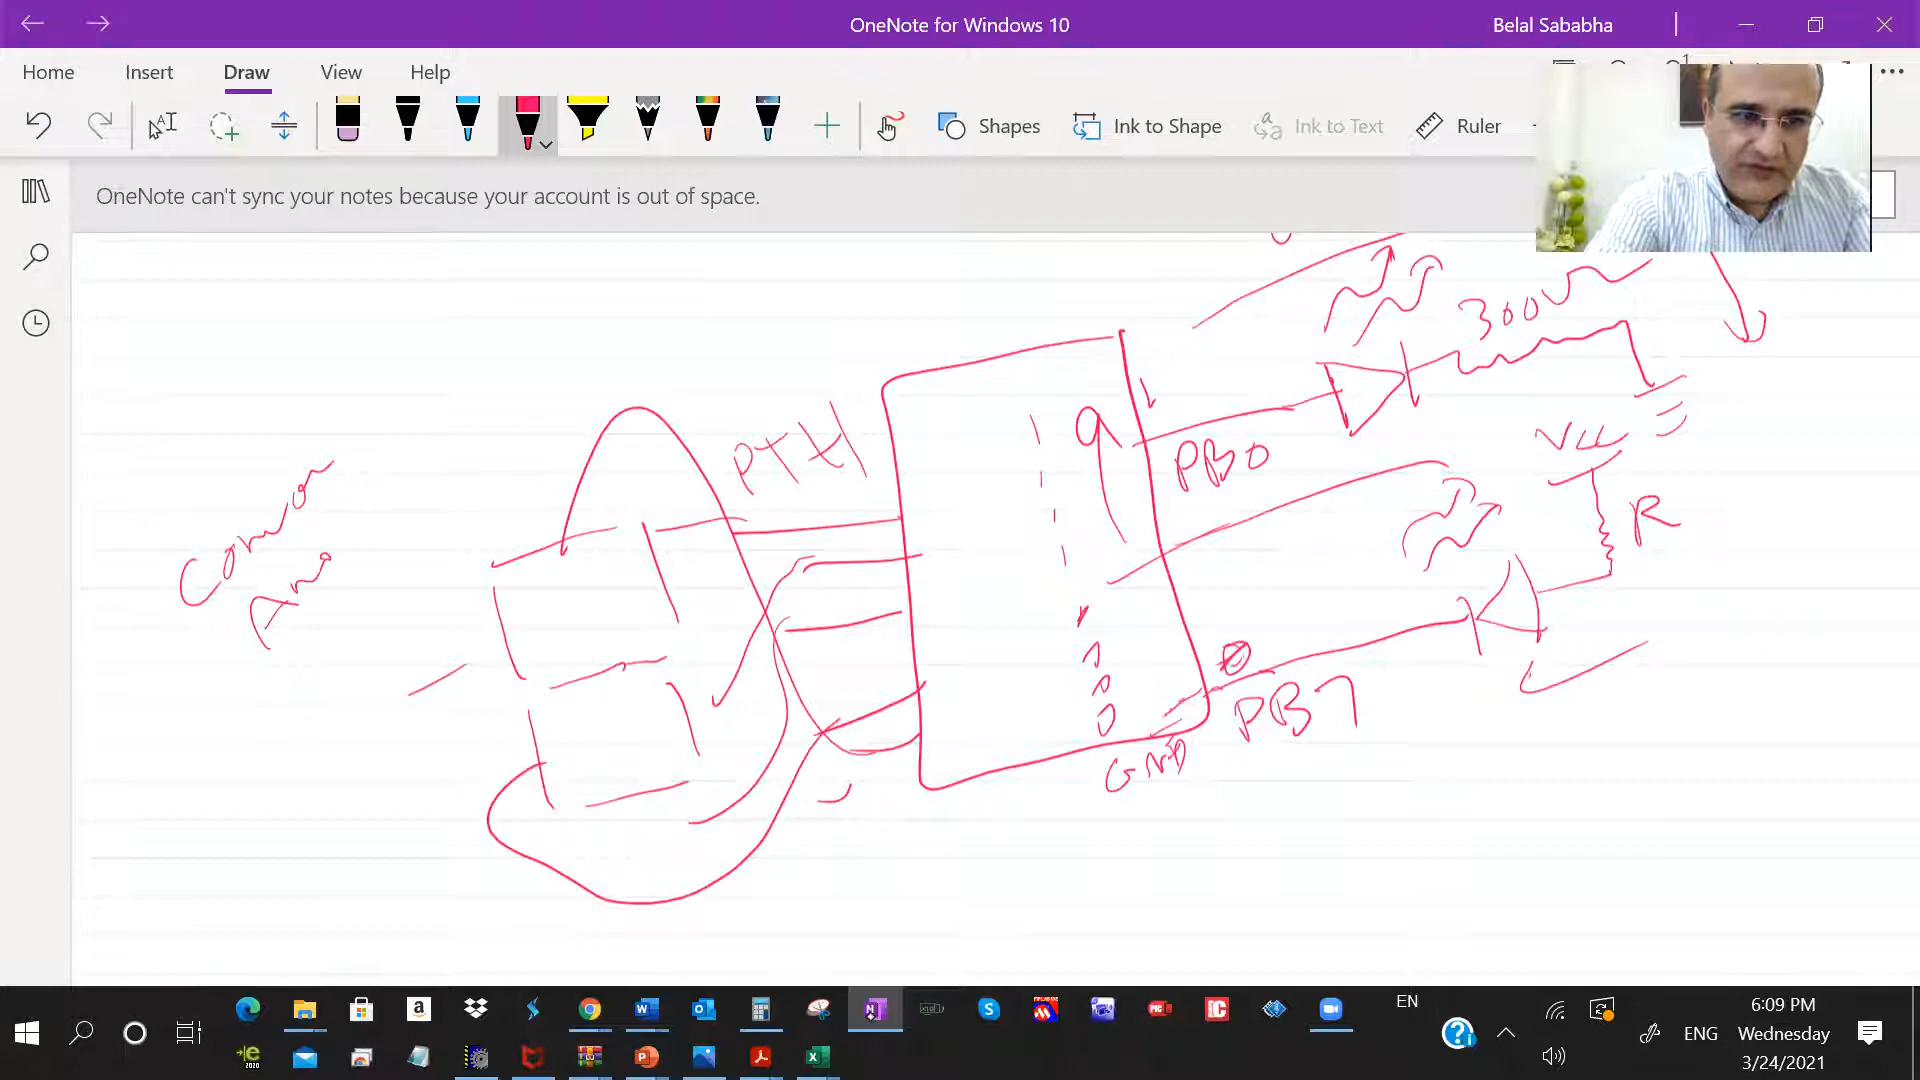 OneNote for Windows 10
Belal Sababha
Home
Insert
Draw
View
Help
Shapes
Ink to Shape
Ink to Text
Ruler
OneNote can't sync your notes because your account is out of space.
300
PTH
PB0
VCC
R
Comon
Ano
PB7
GND
EN
6:09 PM
ENG
Wednesday
3/24/2021